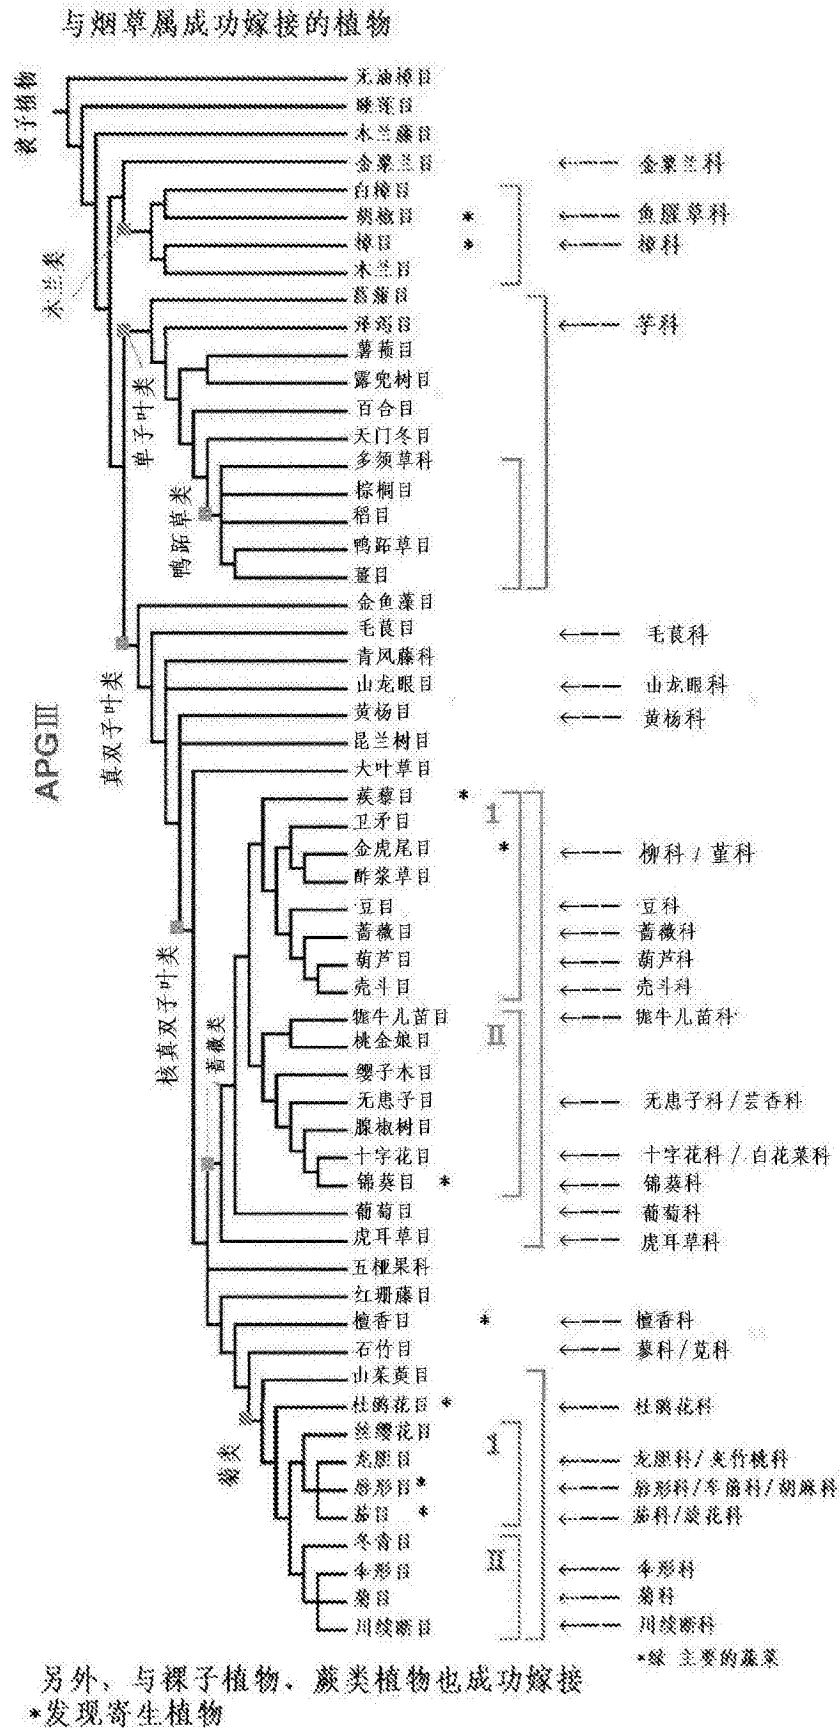 与烟草属成功嫁接的植物
被子植物
无油樟目
睡莲目
木兰藤目
金粟兰目 ←--- 金粟兰科
白樟目
胡椒目 * ←--- 鱼腥草科
樟目 * ←--- 樟科
木兰目
木兰类
菖蒲目
泽泻目 ←--- 芋科
薯蓣目
露兜树目
百合目
天门冬目
单子叶类
多须草科
棕榈目
稻目
鸭跖草目
薑目
鸭跖草类
金鱼藻目
毛茛目 ←--- 毛茛科
青风藤科
山龙眼目 ←--- 山龙眼科
真双子叶类
黄杨目 ←--- 黄杨科
昆兰树目
APGIII
大叶草目
蒺藜目 *
I
卫矛目
金虎尾目 * ←--- 柳科 / 堇科
酢浆草目
豆目 ←--- 豆科
蔷薇目 ←--- 蔷薇科
葫芦目 ←--- 葫芦科
壳斗目 ←--- 壳斗科
核真双子叶类
牻牛儿苗目 ←--- 牻牛儿苗科
II
桃金娘目
蔷薇类
缨子木目
无患子目 ←--- 无患子科/芸香科
腺椒树目
十字花目 ←--- 十字花科 / 白花菜科
锦葵目 * ←--- 锦葵科
葡萄目 ←--- 葡萄科
虎耳草目 ←--- 虎耳草科
五桠果科
红珊藤目
檀香目 * ←--- 檀香科
石竹目 ←--- 蓼科/苋科
山茱萸目
杜鹃花目 * ←--- 杜鹃花科
菊类
丝缨花目
I
龙胆目 ←--- 龙胆科/夹竹桃科
唇形目* ←--- 唇形科/车前科/胡麻科
茄目 * ←--- 茄科/旋花科
冬青目
II
伞形目 ←--- 伞形科
菊目 ←--- 菊科
川续断目 ←--- 川续断科
*绿 主要的蔬菜
另外、与裸子植物、蕨类植物也成功嫁接
*发现寄生植物